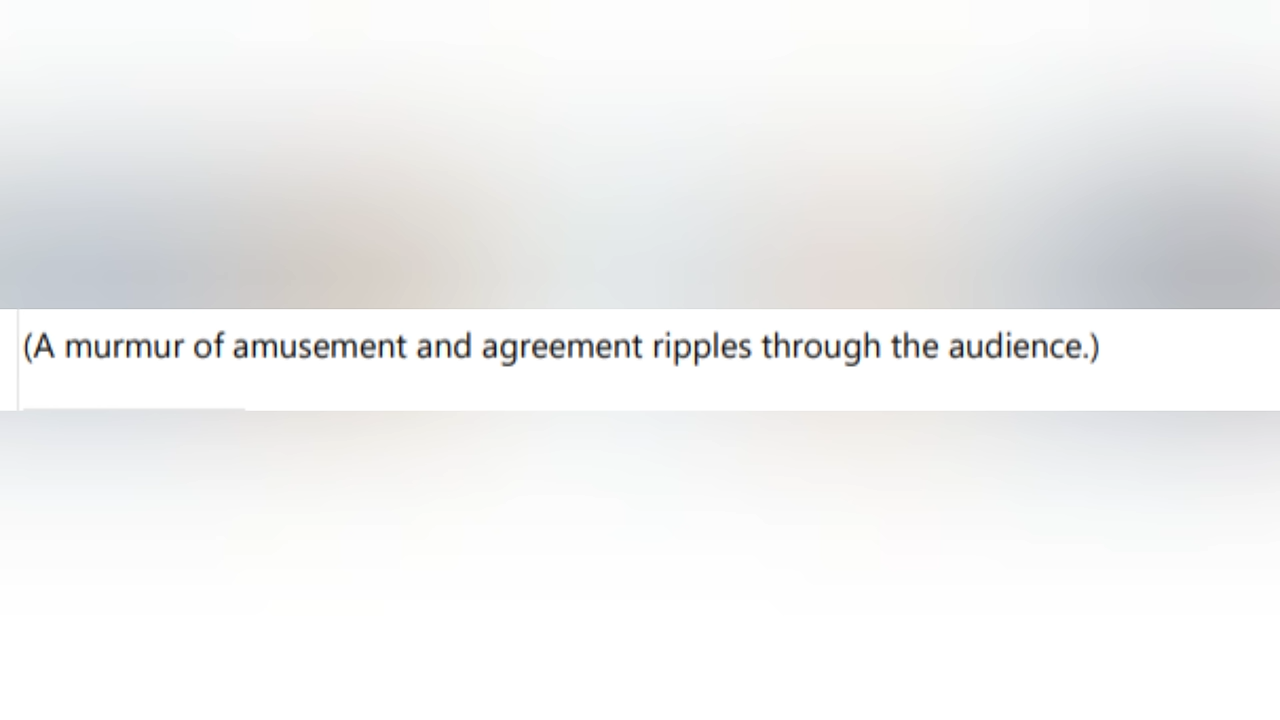 (A murmur of amusement and agreement ripples through the audience.)